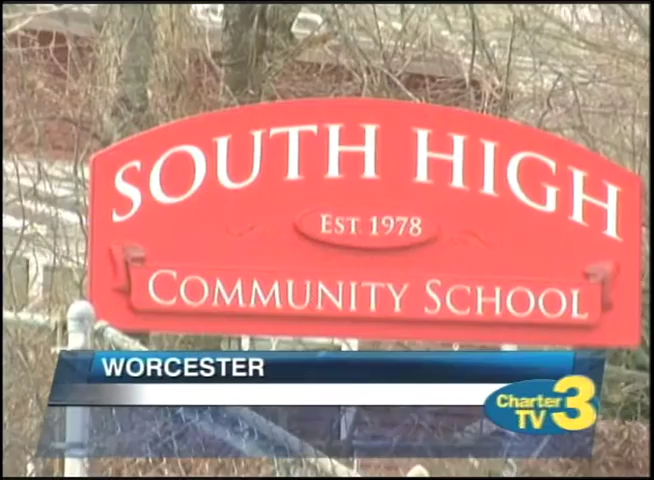 SOUTH HIGH
EST. 1978
COMMUNITY SCHOOL
WORCESTER
Charter
TV 3